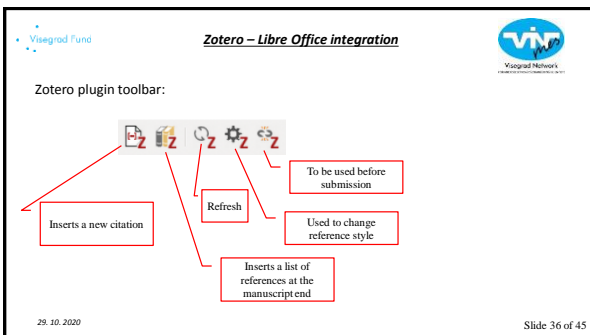 Visegrad Fund
Zotero – Libre Office integration
VIN
mes
Visegrad Network
Zotero plugin toolbar:
To be used before
submission
Refresh
Inserts a new citation
Used to change
reference style
Inserts a list of
references at the
manuscript end
29. 10. 2020
Slide 36 of 45